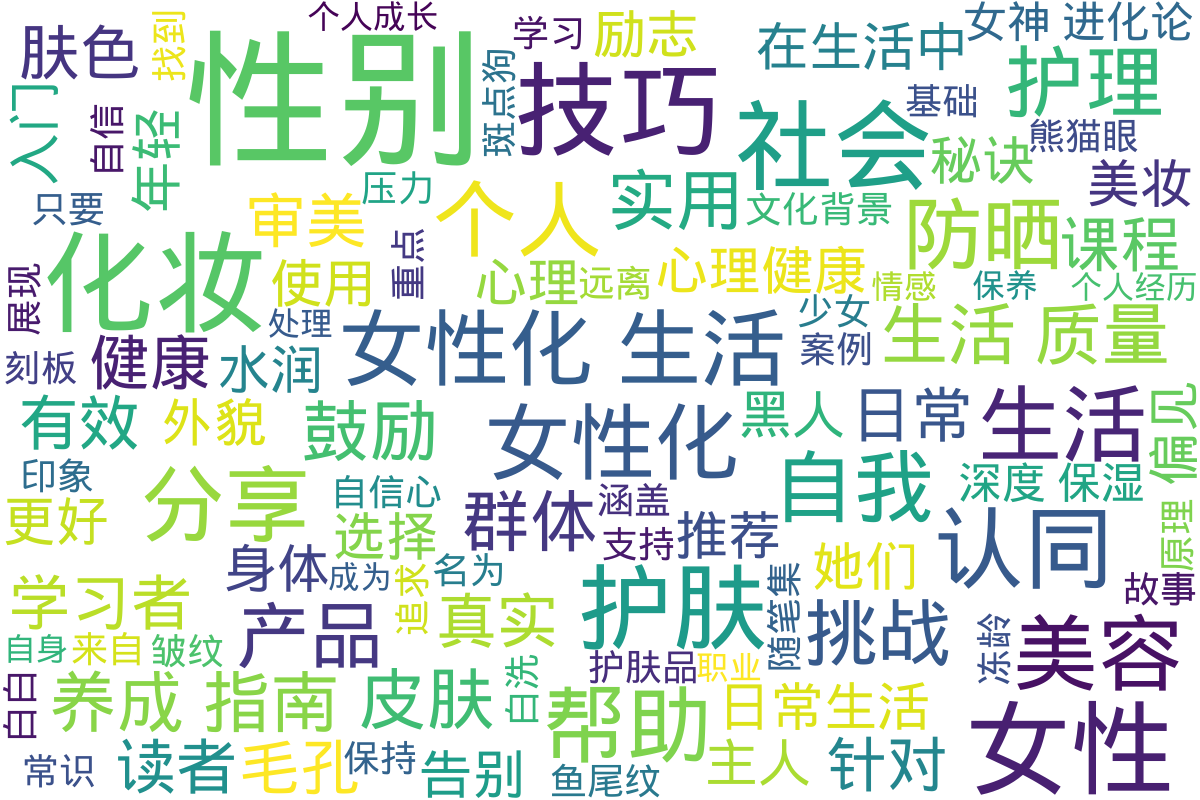 个人成长
学习
励志
女神
进化论
肤色
找到
性别
斑点狗
技巧
在生活中
护理
入门
自信
年轻
社会
基础
熊猫眼
秘诀
美妆
压力
个人
实用
文化背景
只要
审美
防晒
课程
化妆
重点
使用
心理
远离
心理健康
情感
保养
个人经历
展现
处理
女性化 生活
少女
案例
生活 质量
刻板
健康
水润
有效
外貌
鼓励
女性化
黑人
日常
生活
偏见
印象
分享
自信心
自我
深度
保湿
更好
选择
群体
涵盖
支持
推荐
认同
原理
身体
成为
名为
她们
故事
学习者
产品
追求
真实
护肤
随笔集
挑战
冻龄
美容
自身
来自
皱纹
护肤品
职业
白白
养成 指南
皮肤
白洗
帮助
日常生活
女性
常识
读者
毛孔
保持
告别
鱼尾纹
主人
针对